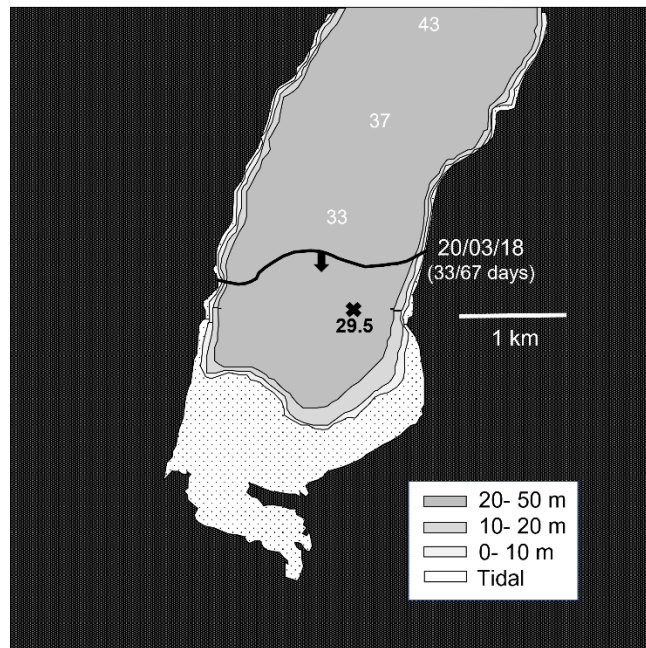 43
37
33
20/03/18
(33/67 days)
29.5
1 km
20- 50 m
10- 20 m
0- 10 m
Tidal